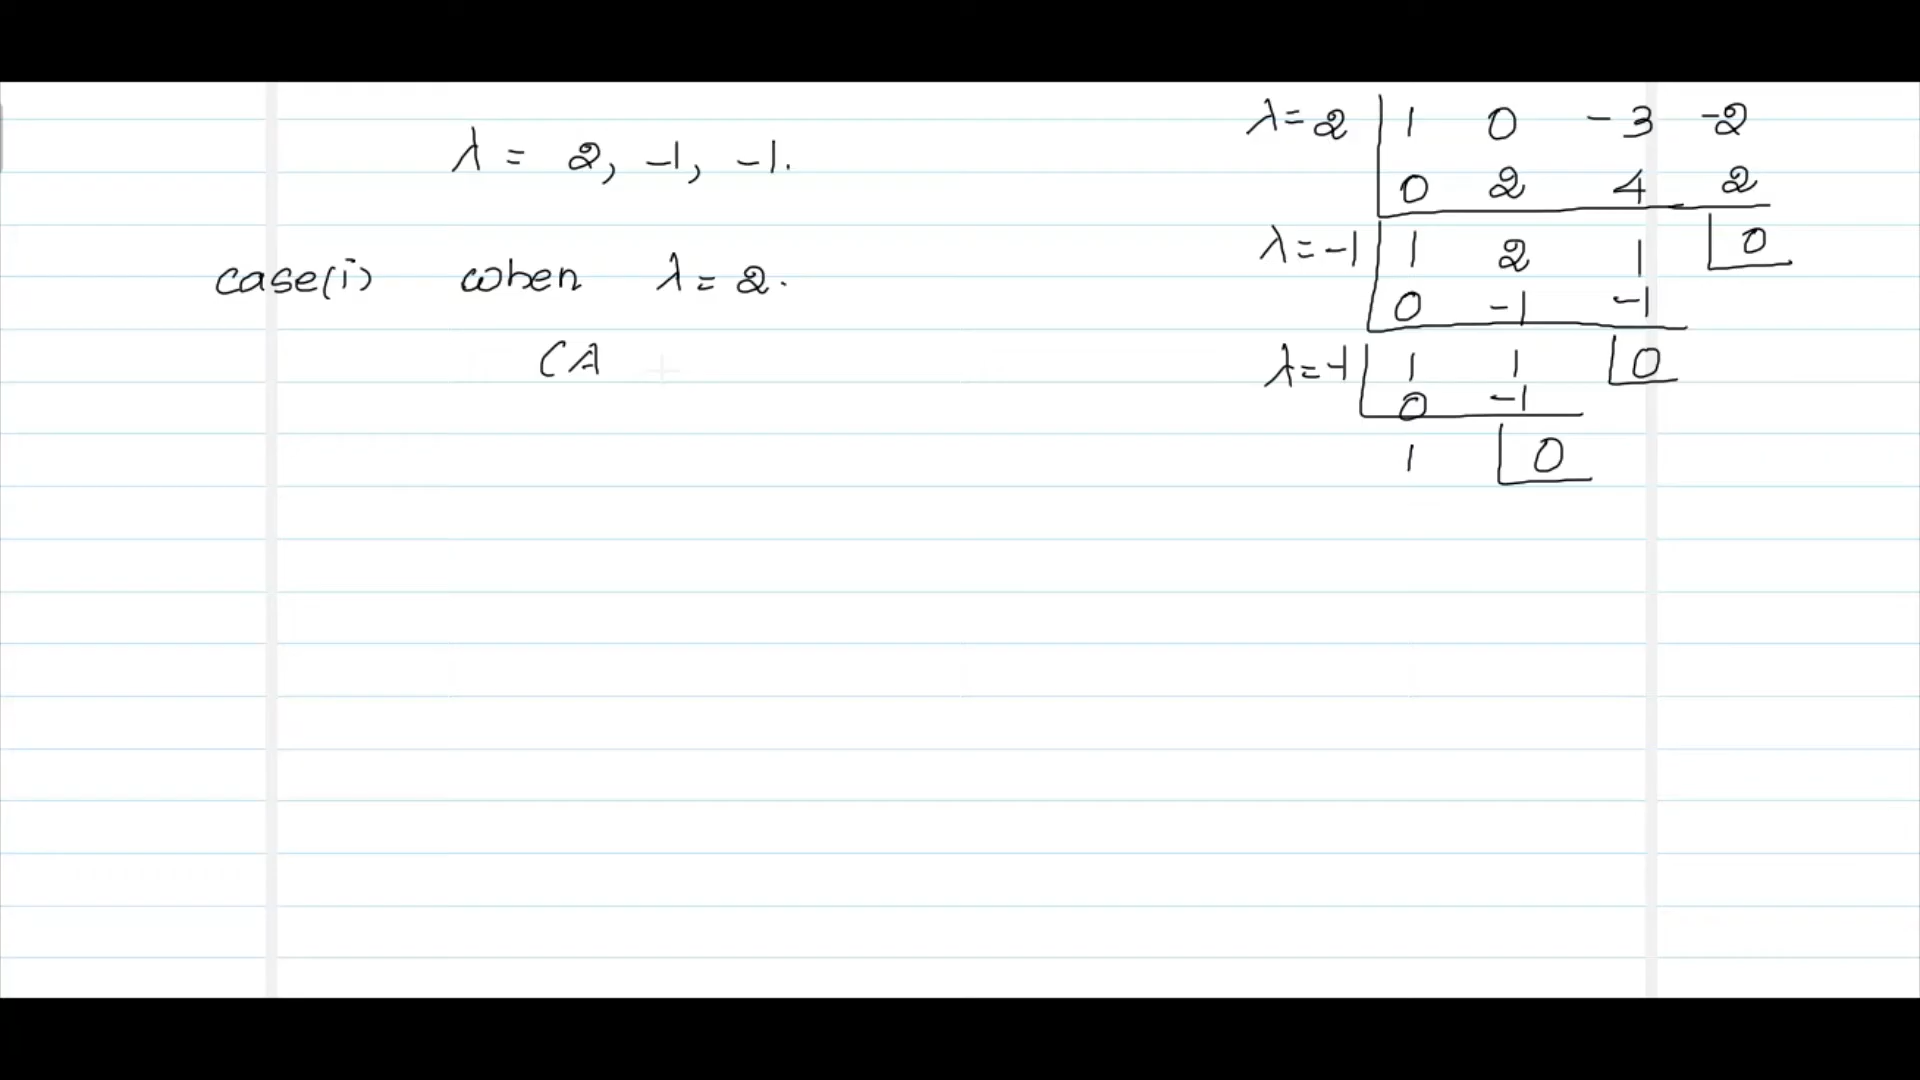 λ = 2, -1, -1.
case(i) when λ = 2.
(A
λ=2 | 1 0 -3 -2
0 2 4 2
λ=-1 | 1 2 1 | 0
0 -1 -1
λ=-1 | 1 1 | 0
0 -1
1 | 0